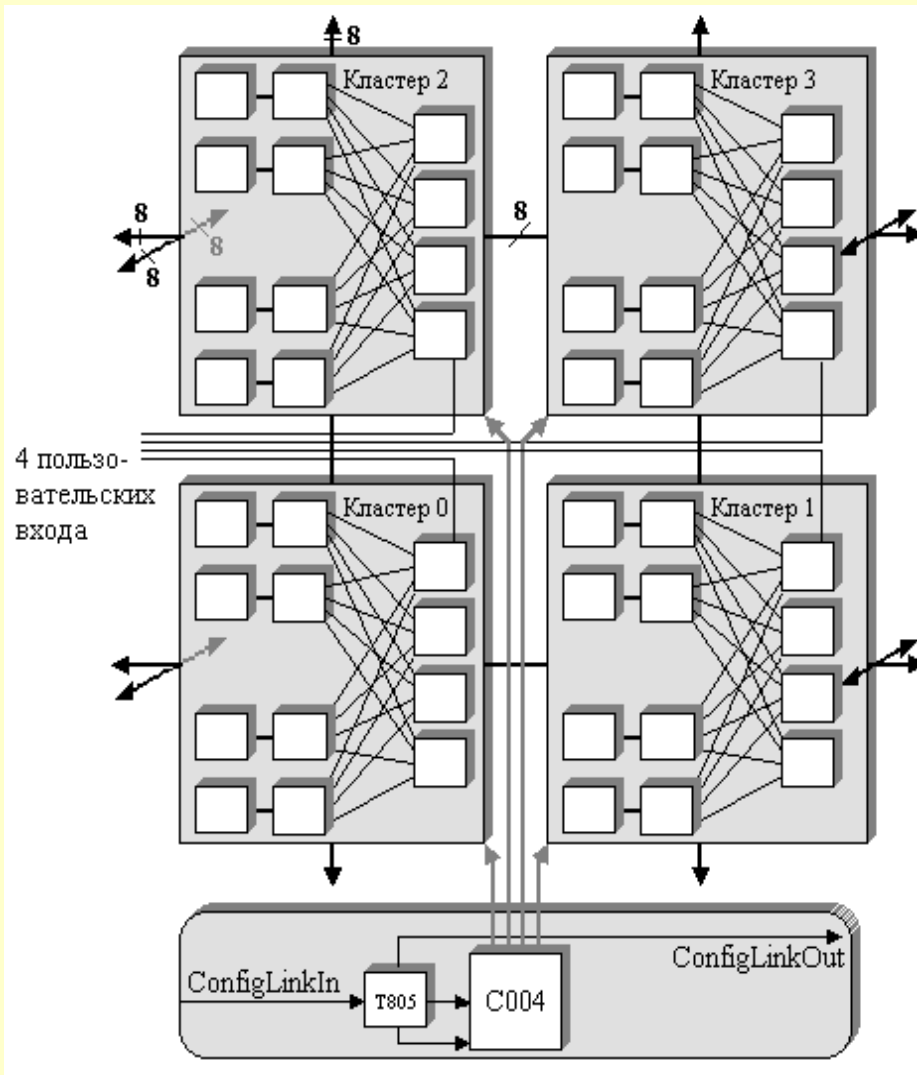 8
Кластер 2
Кластер 3
8
8
8
8
4 пользо-
вательских
входа
Кластер 0
Кластер 1
ConfigLinkIn
T805
C004
ConfigLinkOut